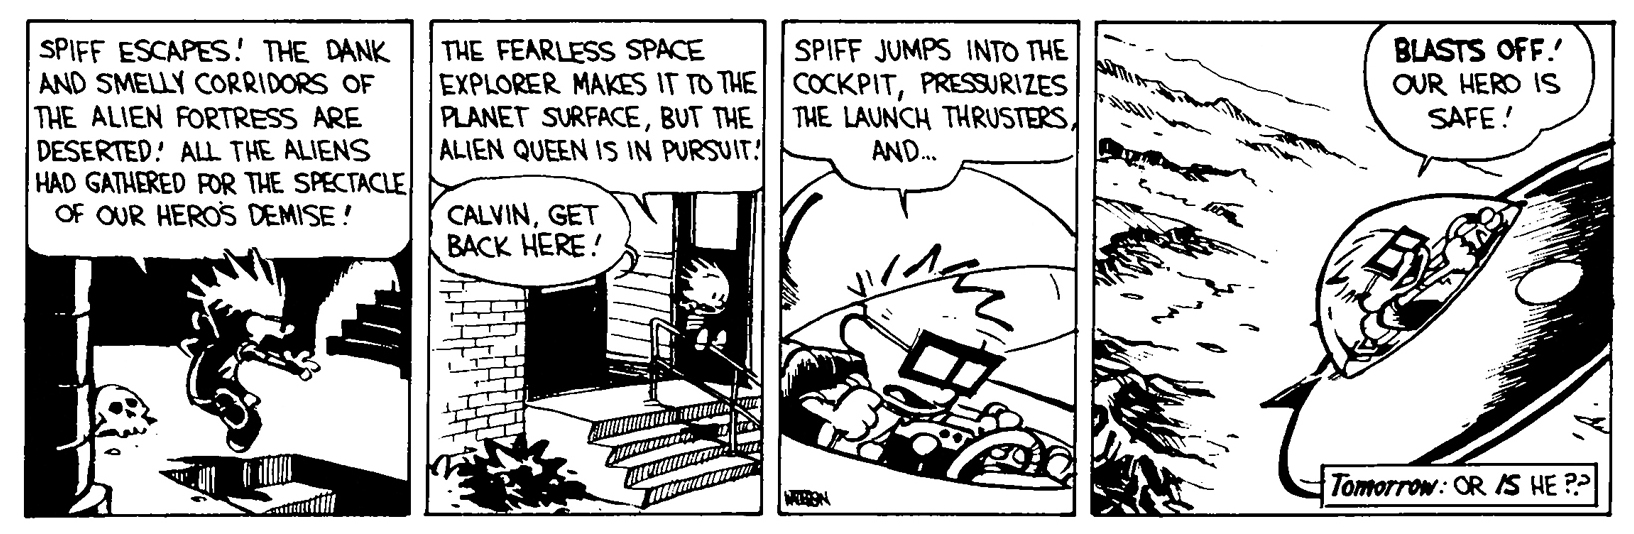 SPIFF ESCAPES! THE DANK
AND SMELLY CORRIDORS OF
THE ALIEN FORTRESS ARE
DESERTED! ALL THE ALIENS
HAD GATHERED FOR THE SPECTACLE
OF OUR HERO'S DEMISE!
THE FEARLESS SPACE
EXPLORER MAKES IT TO THE
PLANET SURFACE, BUT THE
ALIEN QUEEN IS IN PURSUIT!
CALVIN, GET
BACK HERE!
SPIFF JUMPS INTO THE
COCKPIT, PRESSURIZES
THE LAUNCH THRUSTERS,
AND...
WATTERSON
BLASTS OFF!
OUR HERO IS
SAFE!
Tomorrow: OR IS HE??